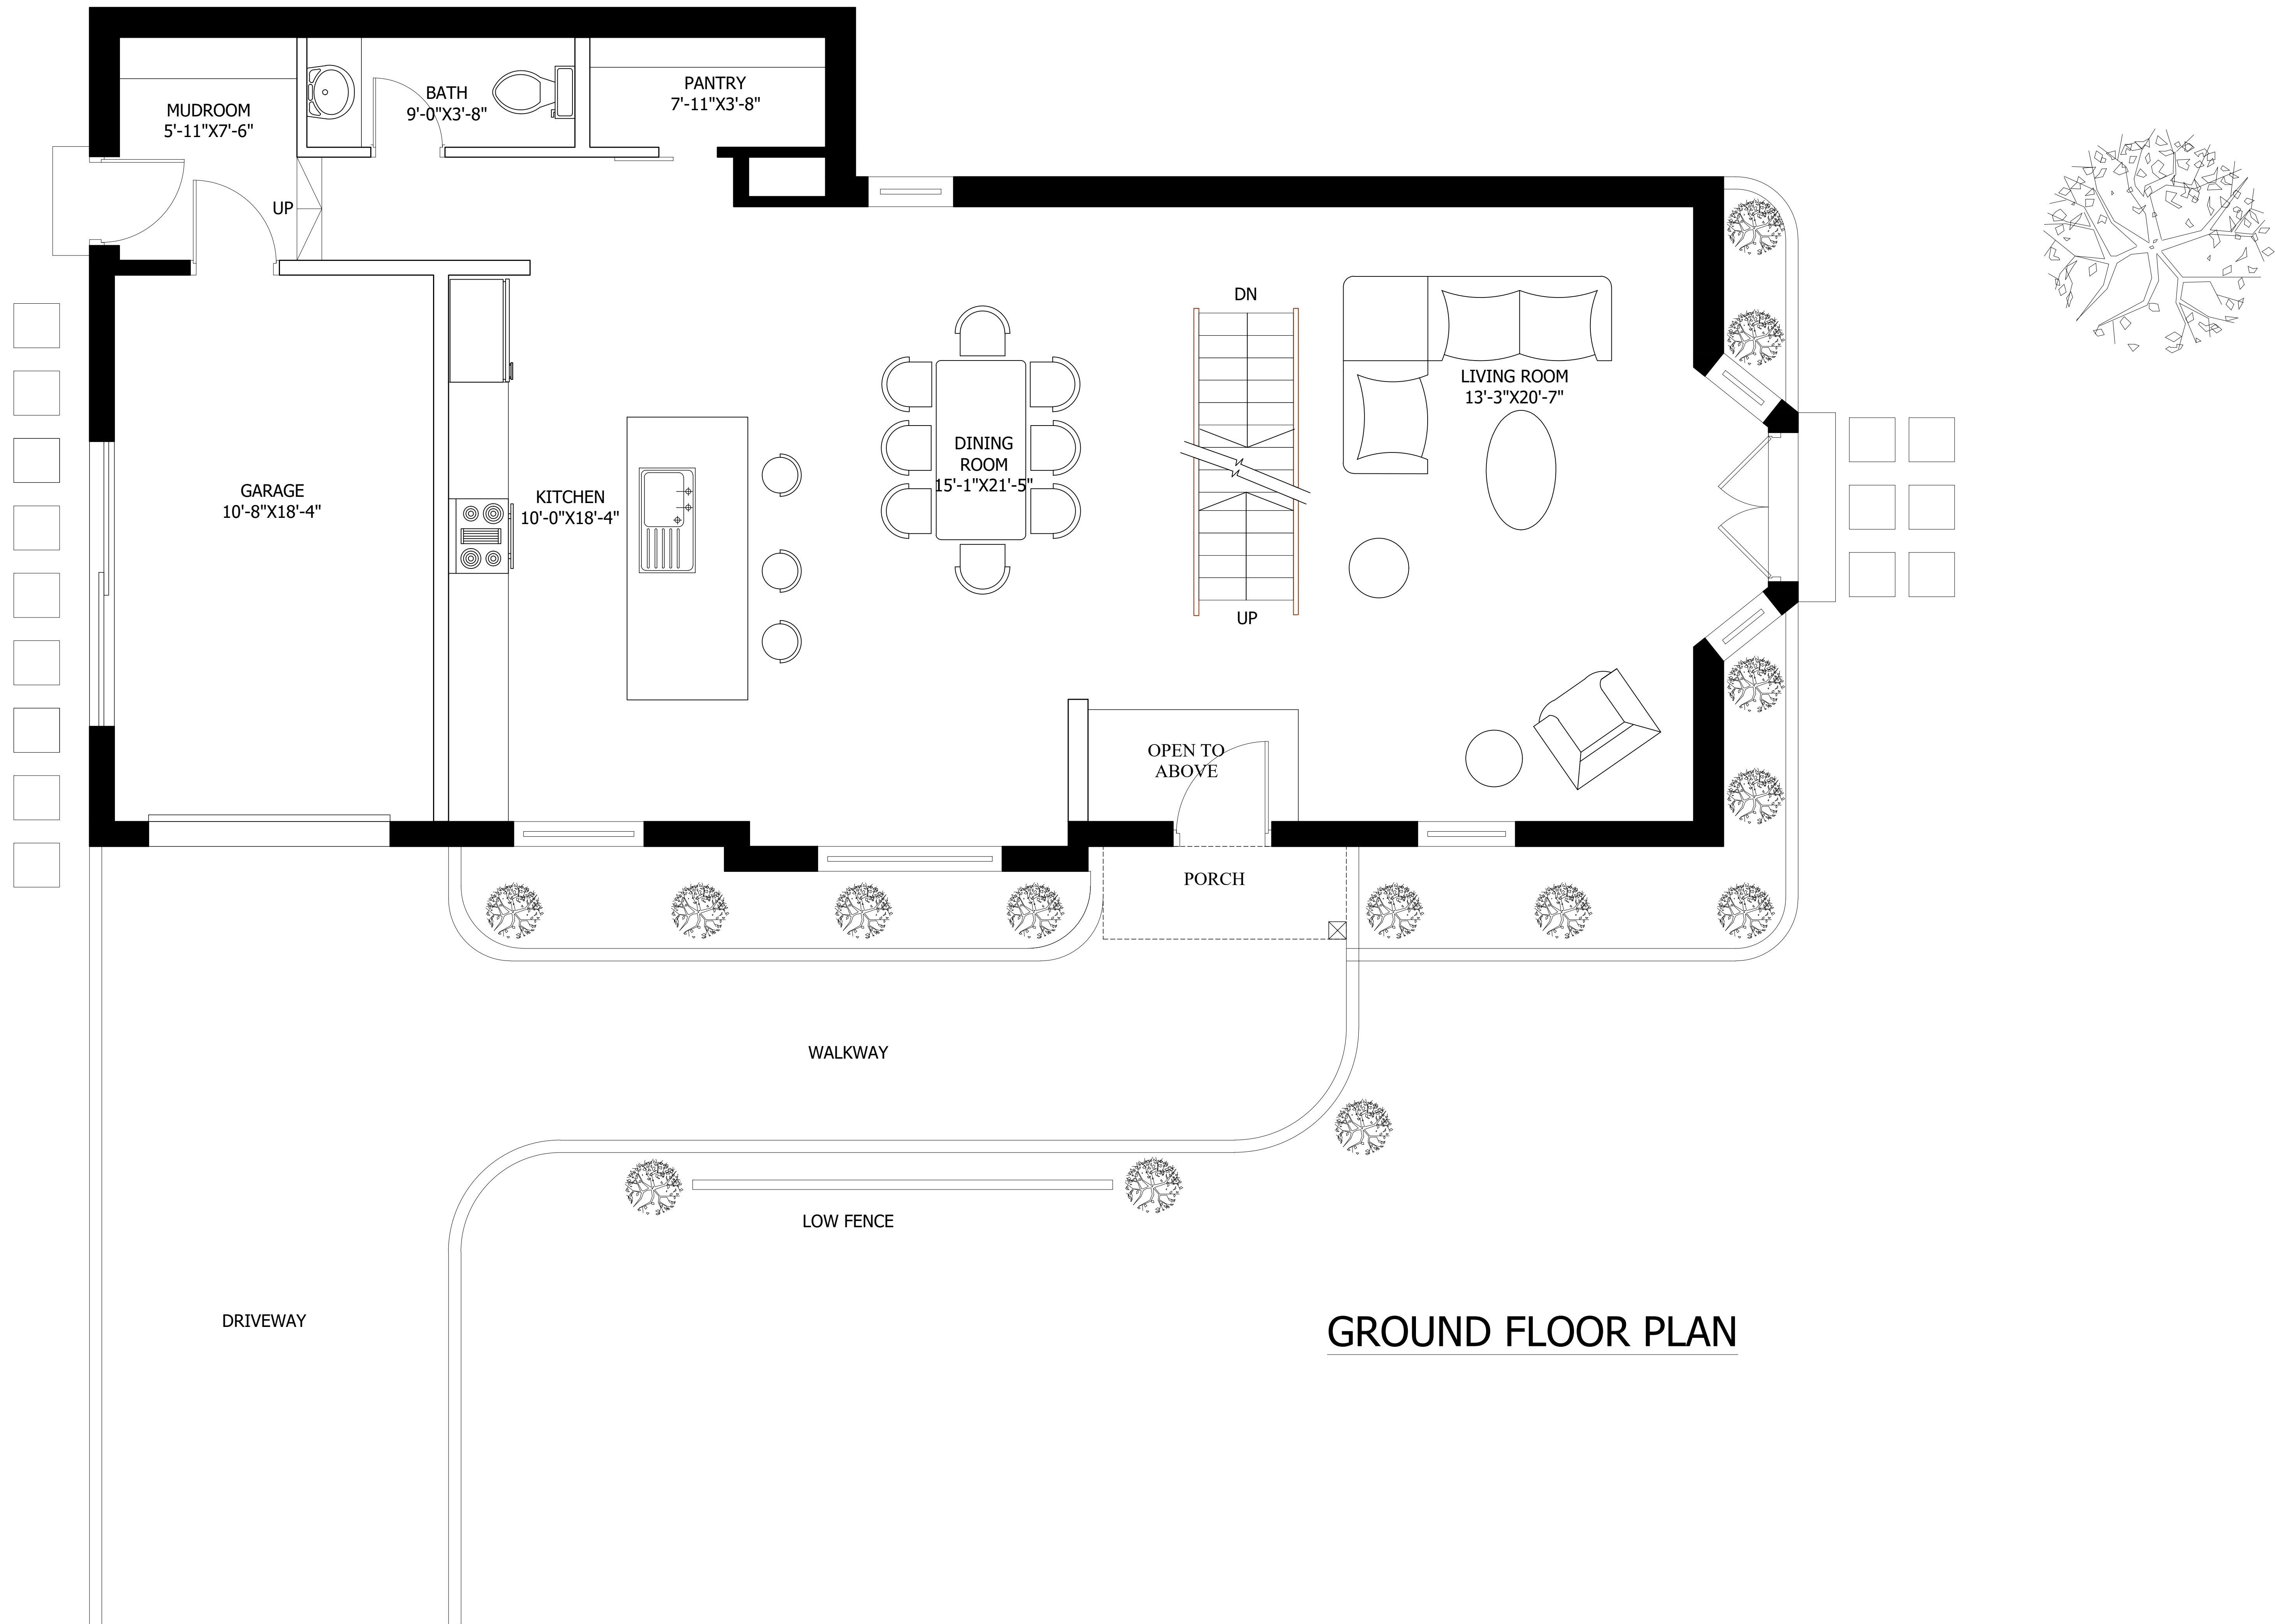 BATH
9'-0"X3'-8"
PANTRY
7'-11"X3'-8"
MUDROOM
5'-11"X7'-6"
UP
DN
LIVING ROOM
13'-3"X20'-7"
DINING
ROOM
15'-1"X21'-5"
GARAGE
10'-8"X18'-4"
KITCHEN
10'-0"X18'-4"
UP
OPEN TO
ABOVE
PORCH
WALKWAY
LOW FENCE
DRIVEWAY
GROUND FLOOR PLAN